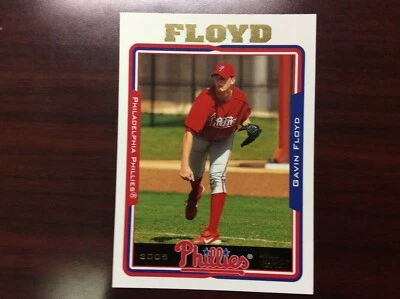 FLOYD
PHILADELPHIA PHILLIES®
GAVIN FLOYD
2005
Phillies®